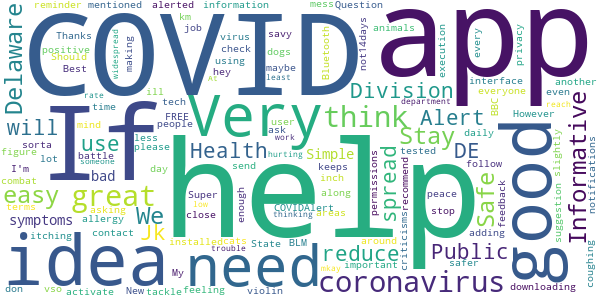 reminder mentioned alerted information mess Question
km job savy dogs animals
Thanks virus check
Delaware positive Should Best widespread making using hey maybe not14days execution every privacy
COVID app
Bluetooth interface another
ill FREE Division everyone even
rate time tech people user think BBC However
If Very Alert
Will use mind less please ask work Stay daily
figure sorta lot battle Health Simple DE tested follow
I'm bad day send keeps inch spread permissions recommend
combat easy great Super close enough along Safe peace feedback
terms asking low COVIDAlert areas criticisms stop adding
symptoms We allergy thinking help good Informative notifications suggestion slightly
itching Jk contact installed cats State BLM around Public safer
idea need trouble reduce important
someone At least hurting department reach
don vso activate New My tackle feeling violin mkay coronavirus downloading coughing